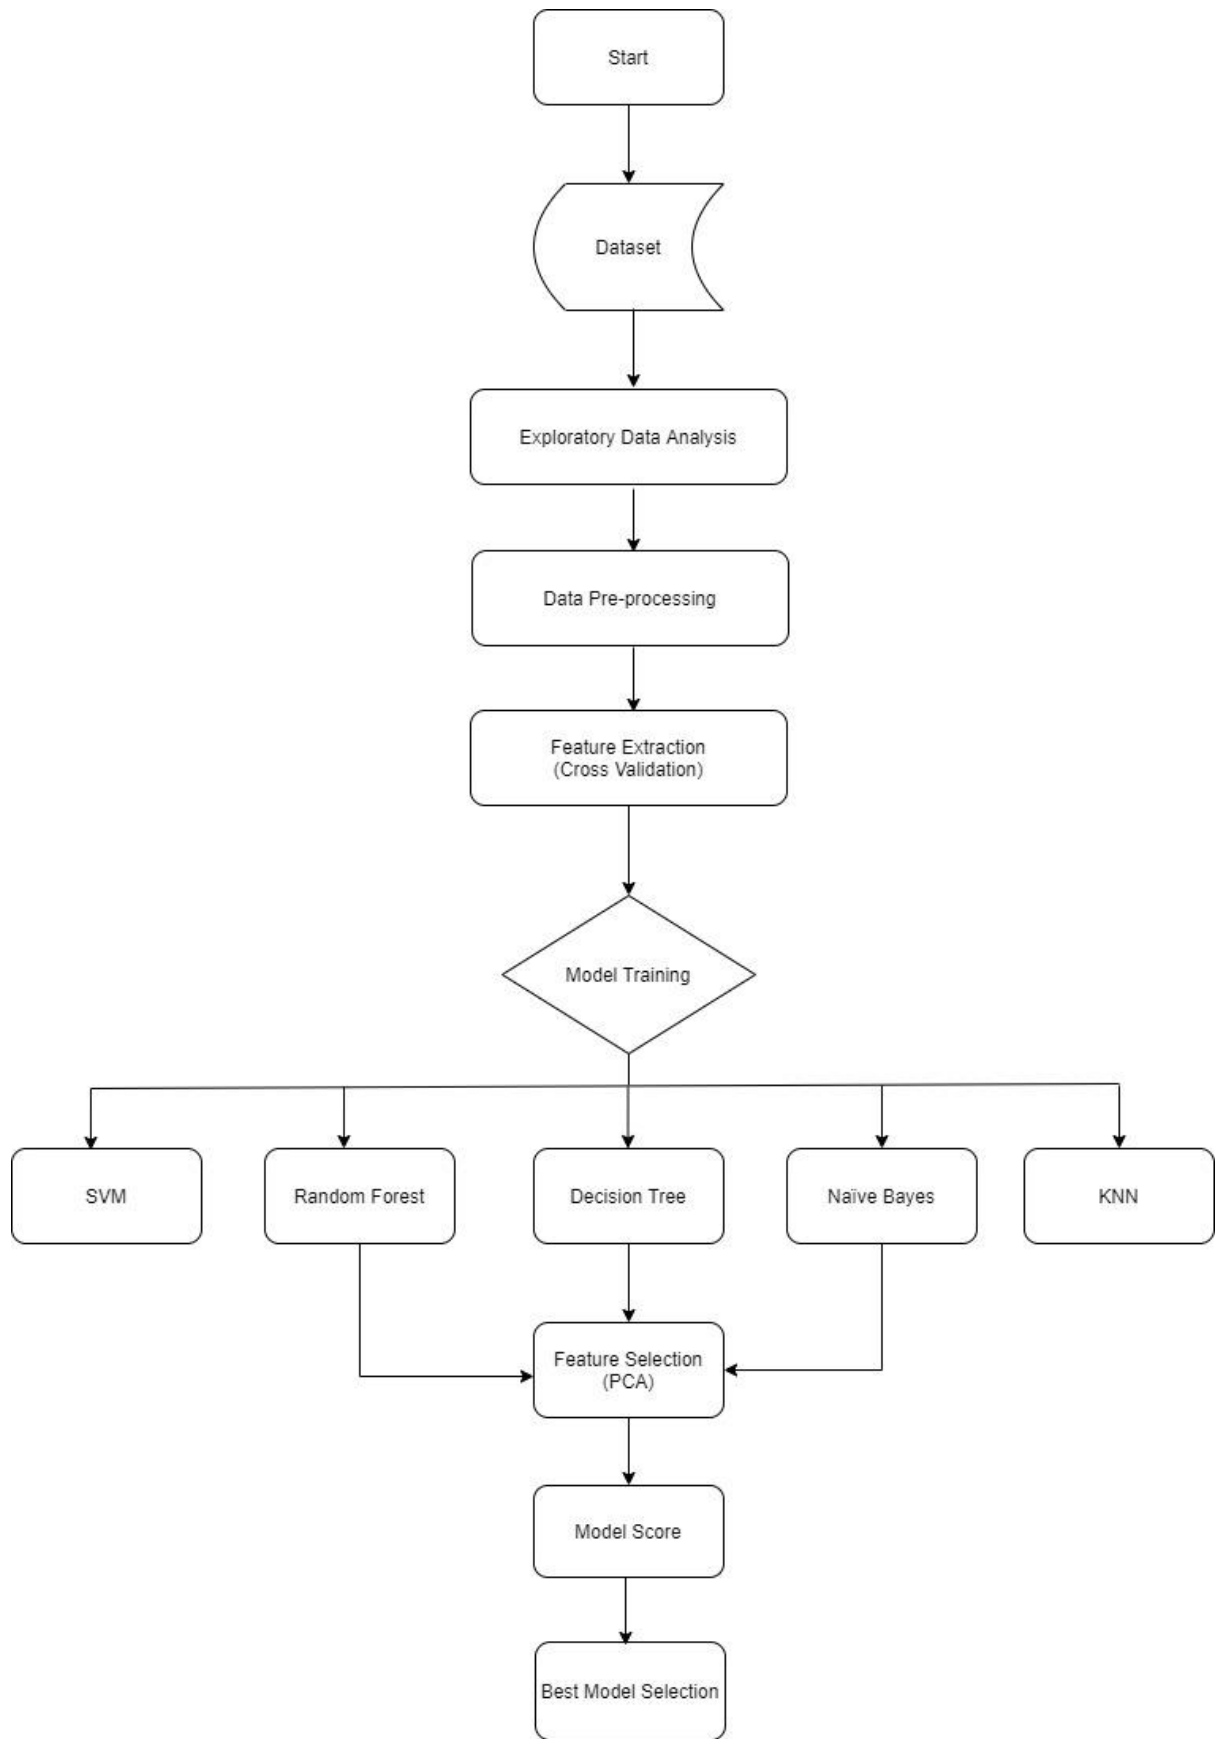 Start
Dataset
Exploratory Data Analysis
Data Pre-processing
Feature Extraction
(Cross Validation)
Model Training
SVM
Random Forest
Decision Tree
Naïve Bayes
KNN
Feature Selection
(PCA)
Model Score
Best Model Selection